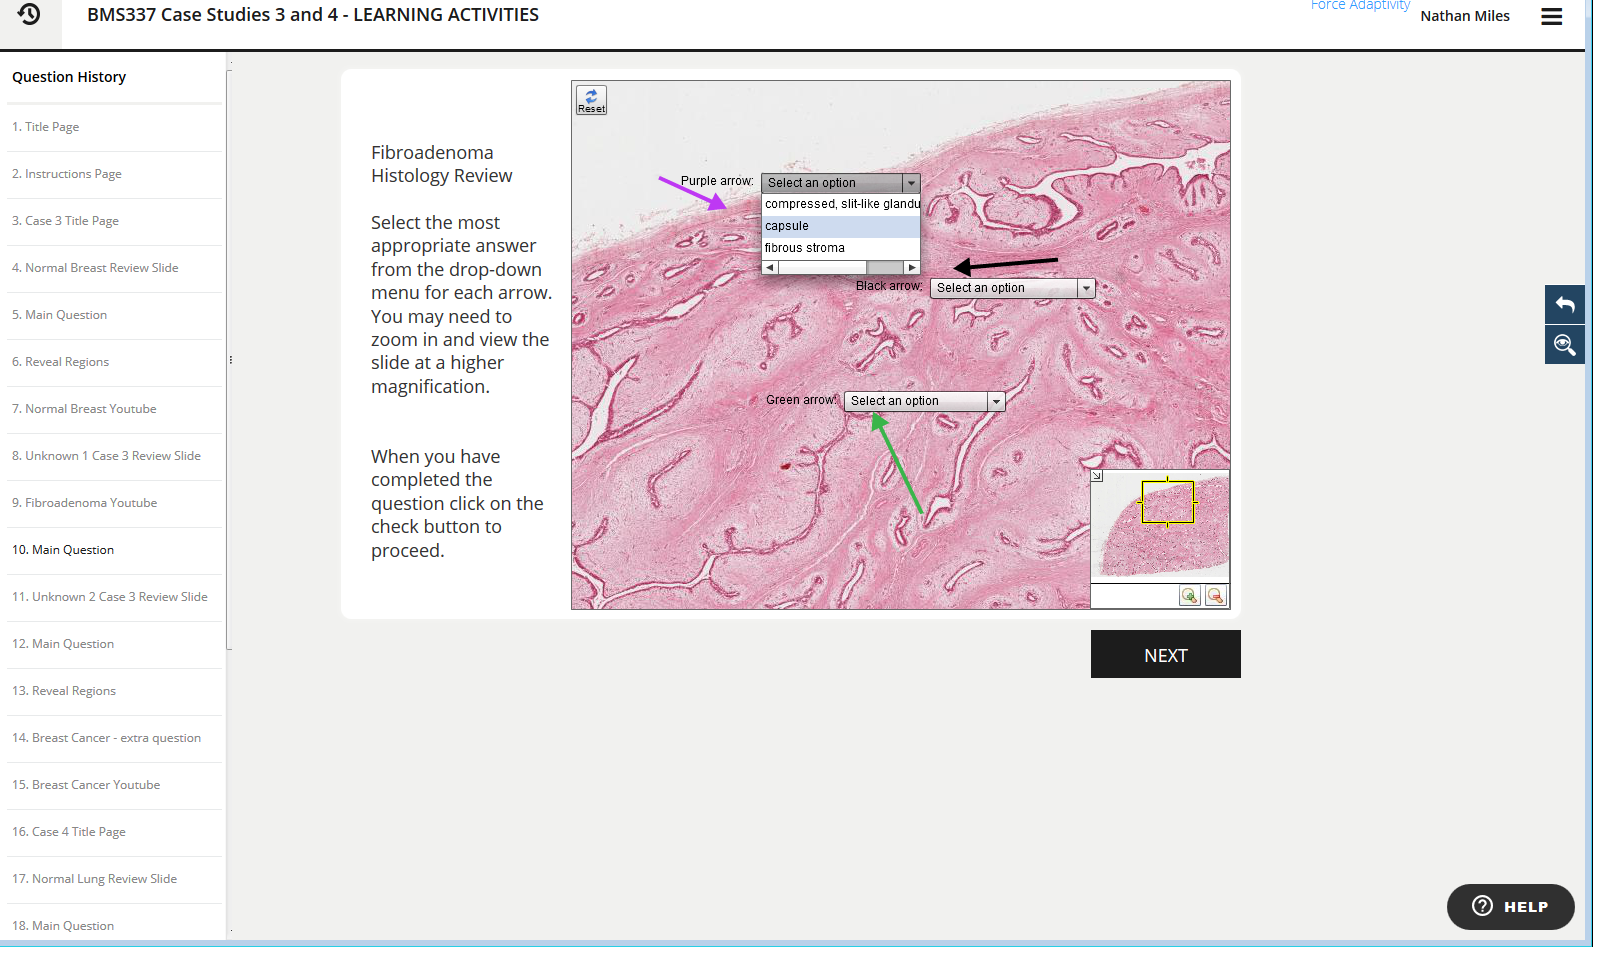 BMS337 Case Studies 3 and 4 - LEARNING ACTIVITIES
Force Adaptivity
Nathan Miles
Question History
1. Title Page
2. Instructions Page
3. Case 3 Title Page
4. Normal Breast Review Slide
5. Main Question
6. Reveal Regions
7. Normal Breast Youtube
8. Unknown 1 Case 3 Review Slide
9. Fibroadenoma Youtube
10. Main Question
11. Unknown 2 Case 3 Review Slide
12. Main Question
13. Reveal Regions
14. Breast Cancer - extra question
15. Breast Cancer Youtube
16. Case 4 Title Page
17. Normal Lung Review Slide
18. Main Question
Fibroadenoma
Histology Review
Select the most
appropriate answer
from the drop-down
menu for each arrow.
You may need to
zoom in and view the
slide at a higher
magnification.
When you have
completed the
question click on the
check button to
proceed.
Reset
Purple arrow: Select an option
compressed, slit-like glandu
capsule
fibrous stroma
Black arrow: Select an option
Green arrow: Select an option
NEXT
HELP